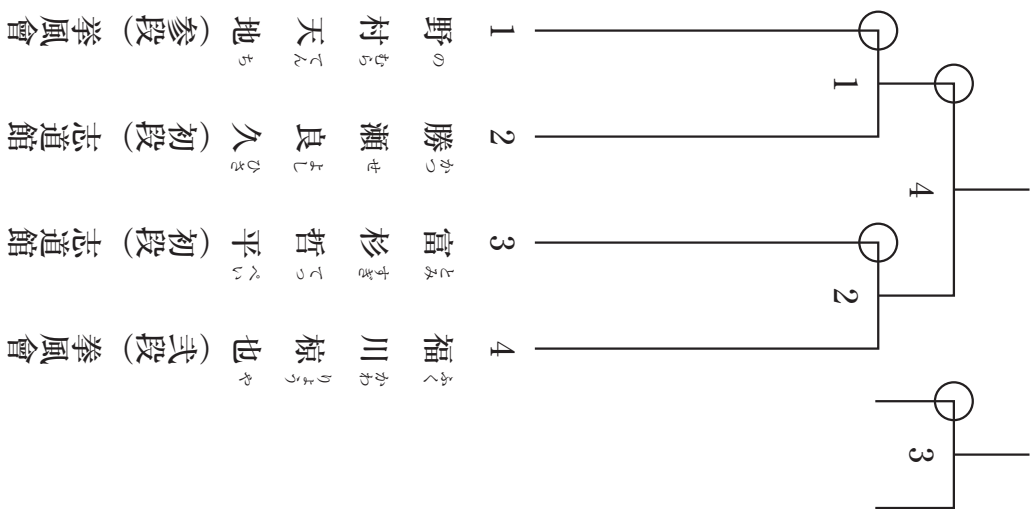 4
1
2
3
1
野村天地（参段）拳風會
のむらてんち
2
勝瀬良久（初段）志道館
かつせよしひさ
3
富杉哲平（初段）志道館
とみすぎてっぺい
4
福川椋也（弐段）拳風會
ふくかわりょうや